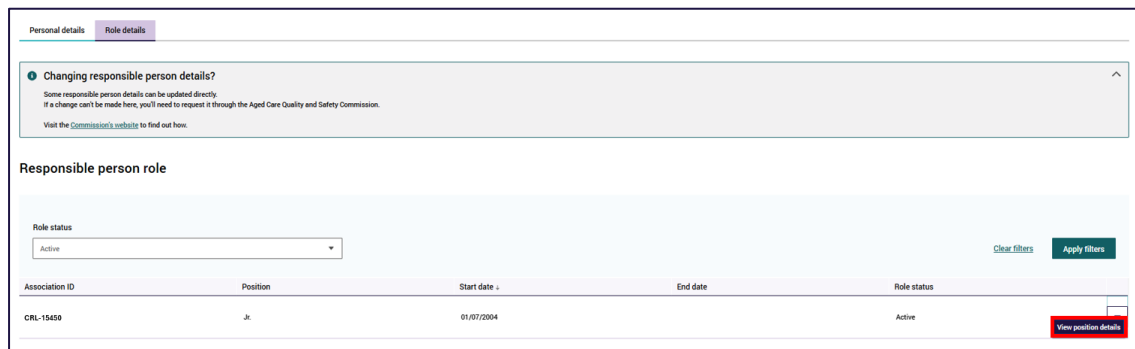 Personal details Role details
Changing responsible person details?
Some responsible person details can be updated directly.
If a change can't be made here, you'll need to request it through the Aged Care Quality and Safety Commission.
Visit the Commission's website to find out how.
Responsible person role
Role status
Active
Clear filters Apply filters
Association ID Position Start date ↓ End date Role status
CRL-15450 Jr. 01/07/2004 Active
View position details